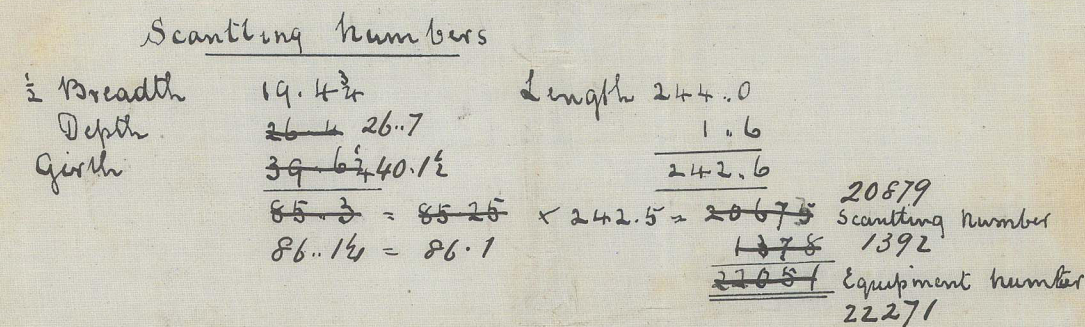 Scantling Numbers
½ Breadth 19.4¾ Length 244.0
Depth 26.4 26..7 1.6
Girth 39.6½ 40.1½ 242.6
20879
85.3 = 85.25 × 242.5 = 20675 Scantling Number
86..1¼ = 86.1 1378 1392
22051 Equipment number
22271